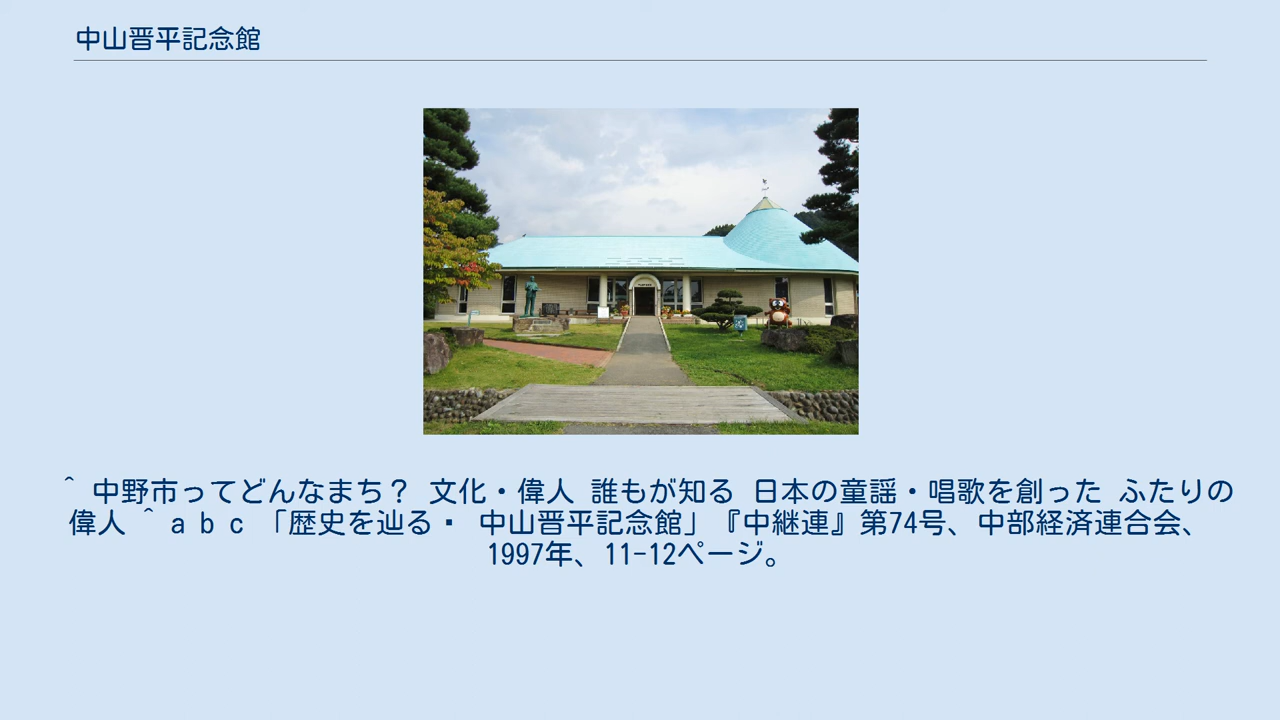 中山晋平記念館
^ 中野市ってどんなまち？ 文化・偉人 誰もが知る 日本の童謡・唱歌を創った ふたりの
偉人 ^ a b c 「歴史を辿る▪ 中山晋平記念館」『中継連』第74号、中部経済連合会、
1997年、11-12ページ。